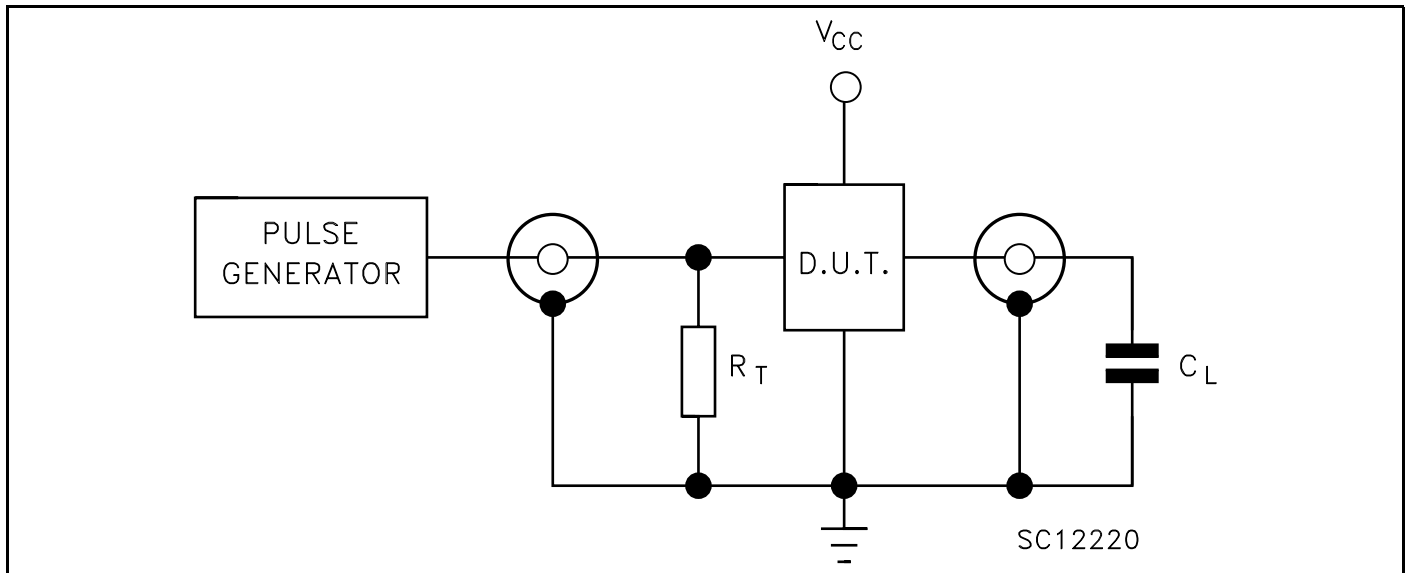 VCC
PULSE
GENERATOR
D.U.T.
RT
CL
SC12220